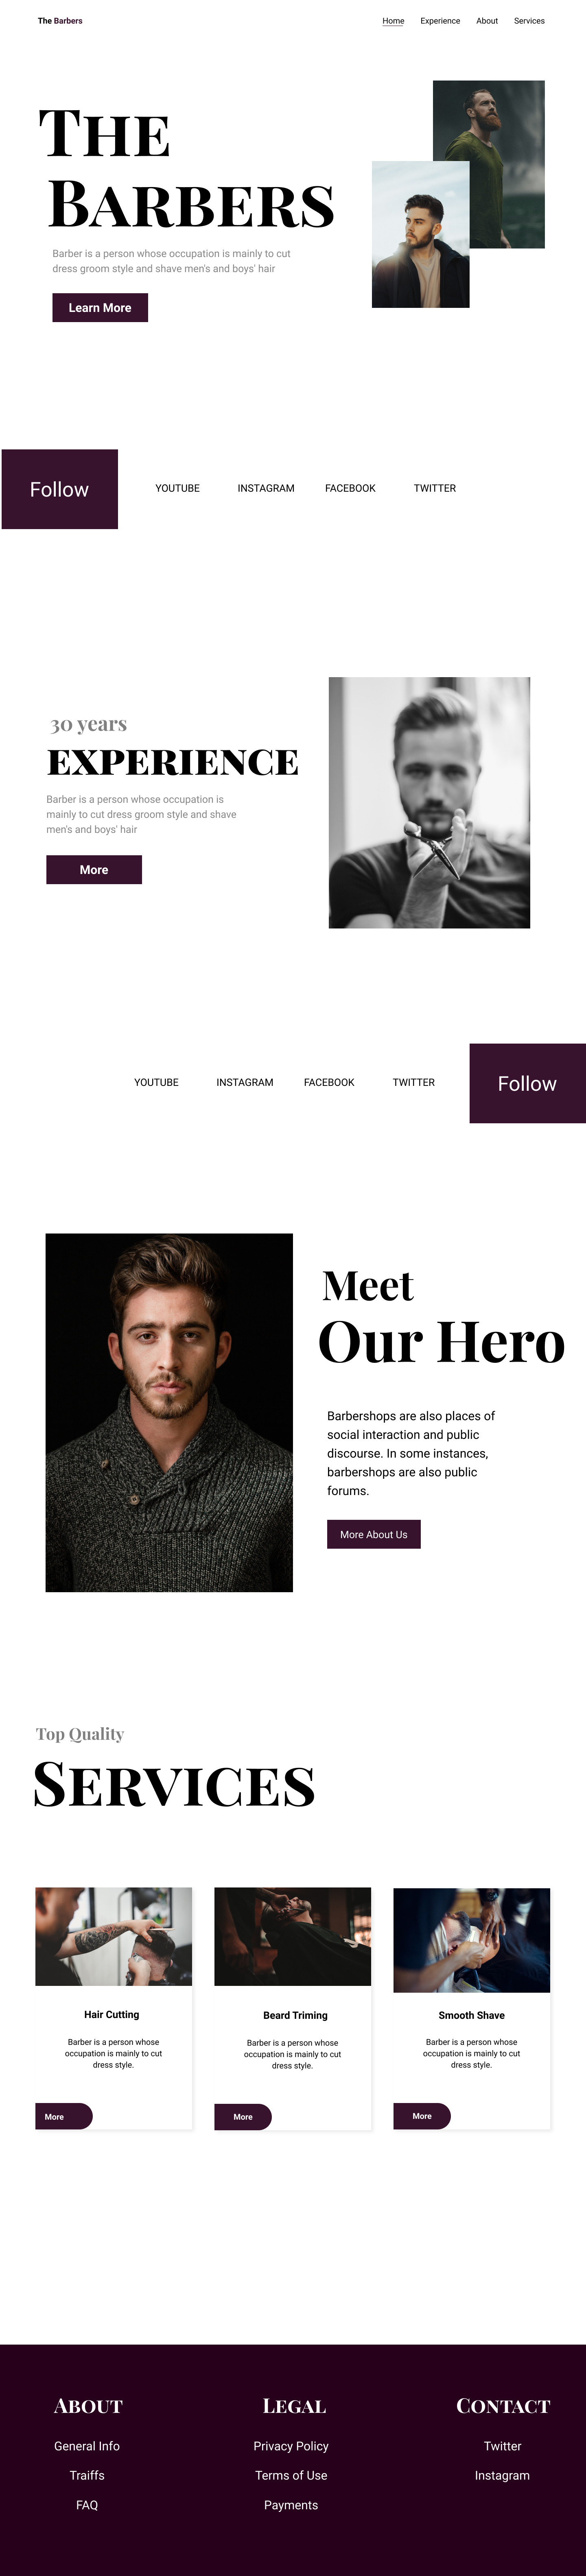 The Barbers
Home Experience About Services
THE
BARBERS
Barber is a person whose occupation is mainly to cut
dress groom style and shave men's and boys' hair
Learn More
Follow
YOUTUBE INSTAGRAM FACEBOOK TWITTER
30 years
EXPERIENCE
Barber is a person whose occupation is
mainly to cut dress groom style and shave
men's and boys' hair
More
YOUTUBE INSTAGRAM FACEBOOK TWITTER
Follow
Meet
Our Hero
Barbershops are also places of
social interaction and public
discourse. In some instances,
barbershops are also public
forums.
More About Us
Top Quality
SERVICES
Hair Cutting
Barber is a person whose
occupation is mainly to cut
dress style.
More
Beard Triming
Barber is a person whose
occupation is mainly to cut
dress style.
More
Smooth Shave
Barber is a person whose
occupation is mainly to cut
dress style.
More
ABOUT
General Info
Traiffs
FAQ
LEGAL
Privacy Policy
Terms of Use
Payments
CONTACT
Twitter
Instagram